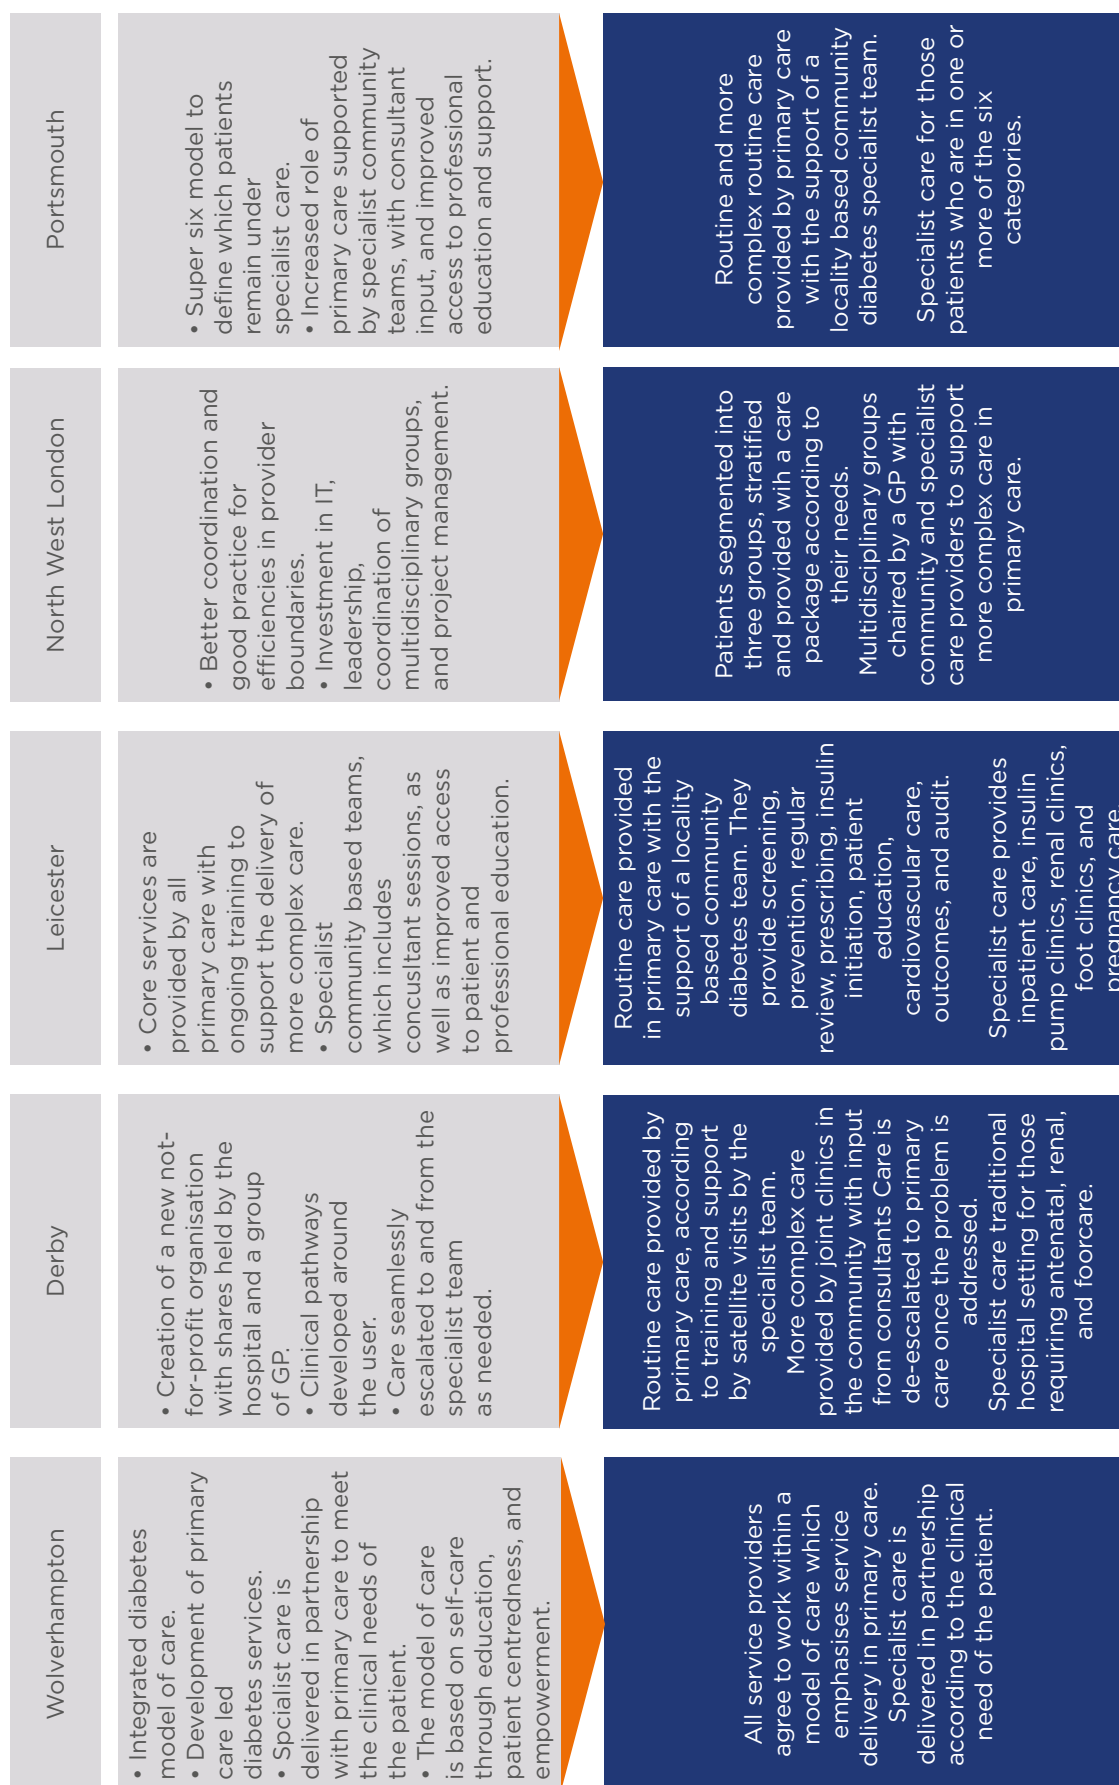 Wolverhampton
• Integrated diabetes
model of care.
• Development of primary
care led
diabetes services.
• Spcialist care is
delivered in partnership
with primary care to meet
the clinical needs of
the patient.
• The model of care
is based on self-care
through education,
patient centredness, and
empowerment.
All service providers
agree to work within a
model of care which
emphasises service
delivery in primary care.
Specialist care is
delivered in partnership
according to the clinical
need of the patient.
Derby
• Creation of a new not-
for-profit organisation
with shares held by the
hospital and a group
of GP.
• Clinical pathways
developed around
the user.
• Care seamlessly
escalated to and from the
specialist team
as needed.
Routine care provided by
primary care, according
to training and support
by satellite visits by the
specialist team.
More complex care
provided by joint clinics in
the community with input
from consultants Care is
de-escalated to primary
care once the problem is
addressed.
Specialist care traditional
hospital setting for those
requiring antenatal, renal,
and foorcare.
Leicester
• Core services are
provided by all
primary care with
ongoing training to
support the delivery of
more complex care.
• Specialist
community based teams,
which includes
concultant sessions, as
well as improved access
to patient and
professional education.
Routine care provided
in primary care with the
support of a locality
based community
diabetes team. They
provide screening,
prevention, regular
review, prescribing, insulin
initiation, patient
education,
cardiovascular care,
outcomes, and audit.
Specialist care provides
inpatient care, insulin
pump clinics, renal clinics,
foot clinics, and
pregnancy care
North West London
• Better coordination and
good practice for
efficiencies in provider
boundaries.
• Investment in IT,
leadership,
coordination of
multidisciplinary groups,
and project management.
Patients segmented into
three groups, stratified
and provided wih a care
package according to
their needs.
Multidisciplinary groups
chaired by a GP with
community and specialist
care providers to support
more complex care in
primary care.
Portsmouth
• Super six model to
define which patients
remain under
specialist care.
• Increased role of
primary care supported
by specialist community
teams, with consultant
input, and improved
access to professional
education and support.
Routine and more
complex routine care
provided by primary care
with the support of a
locality based community
diabetes specialist team.
Specialist care for those
patients who are in one or
more of the six
categories.